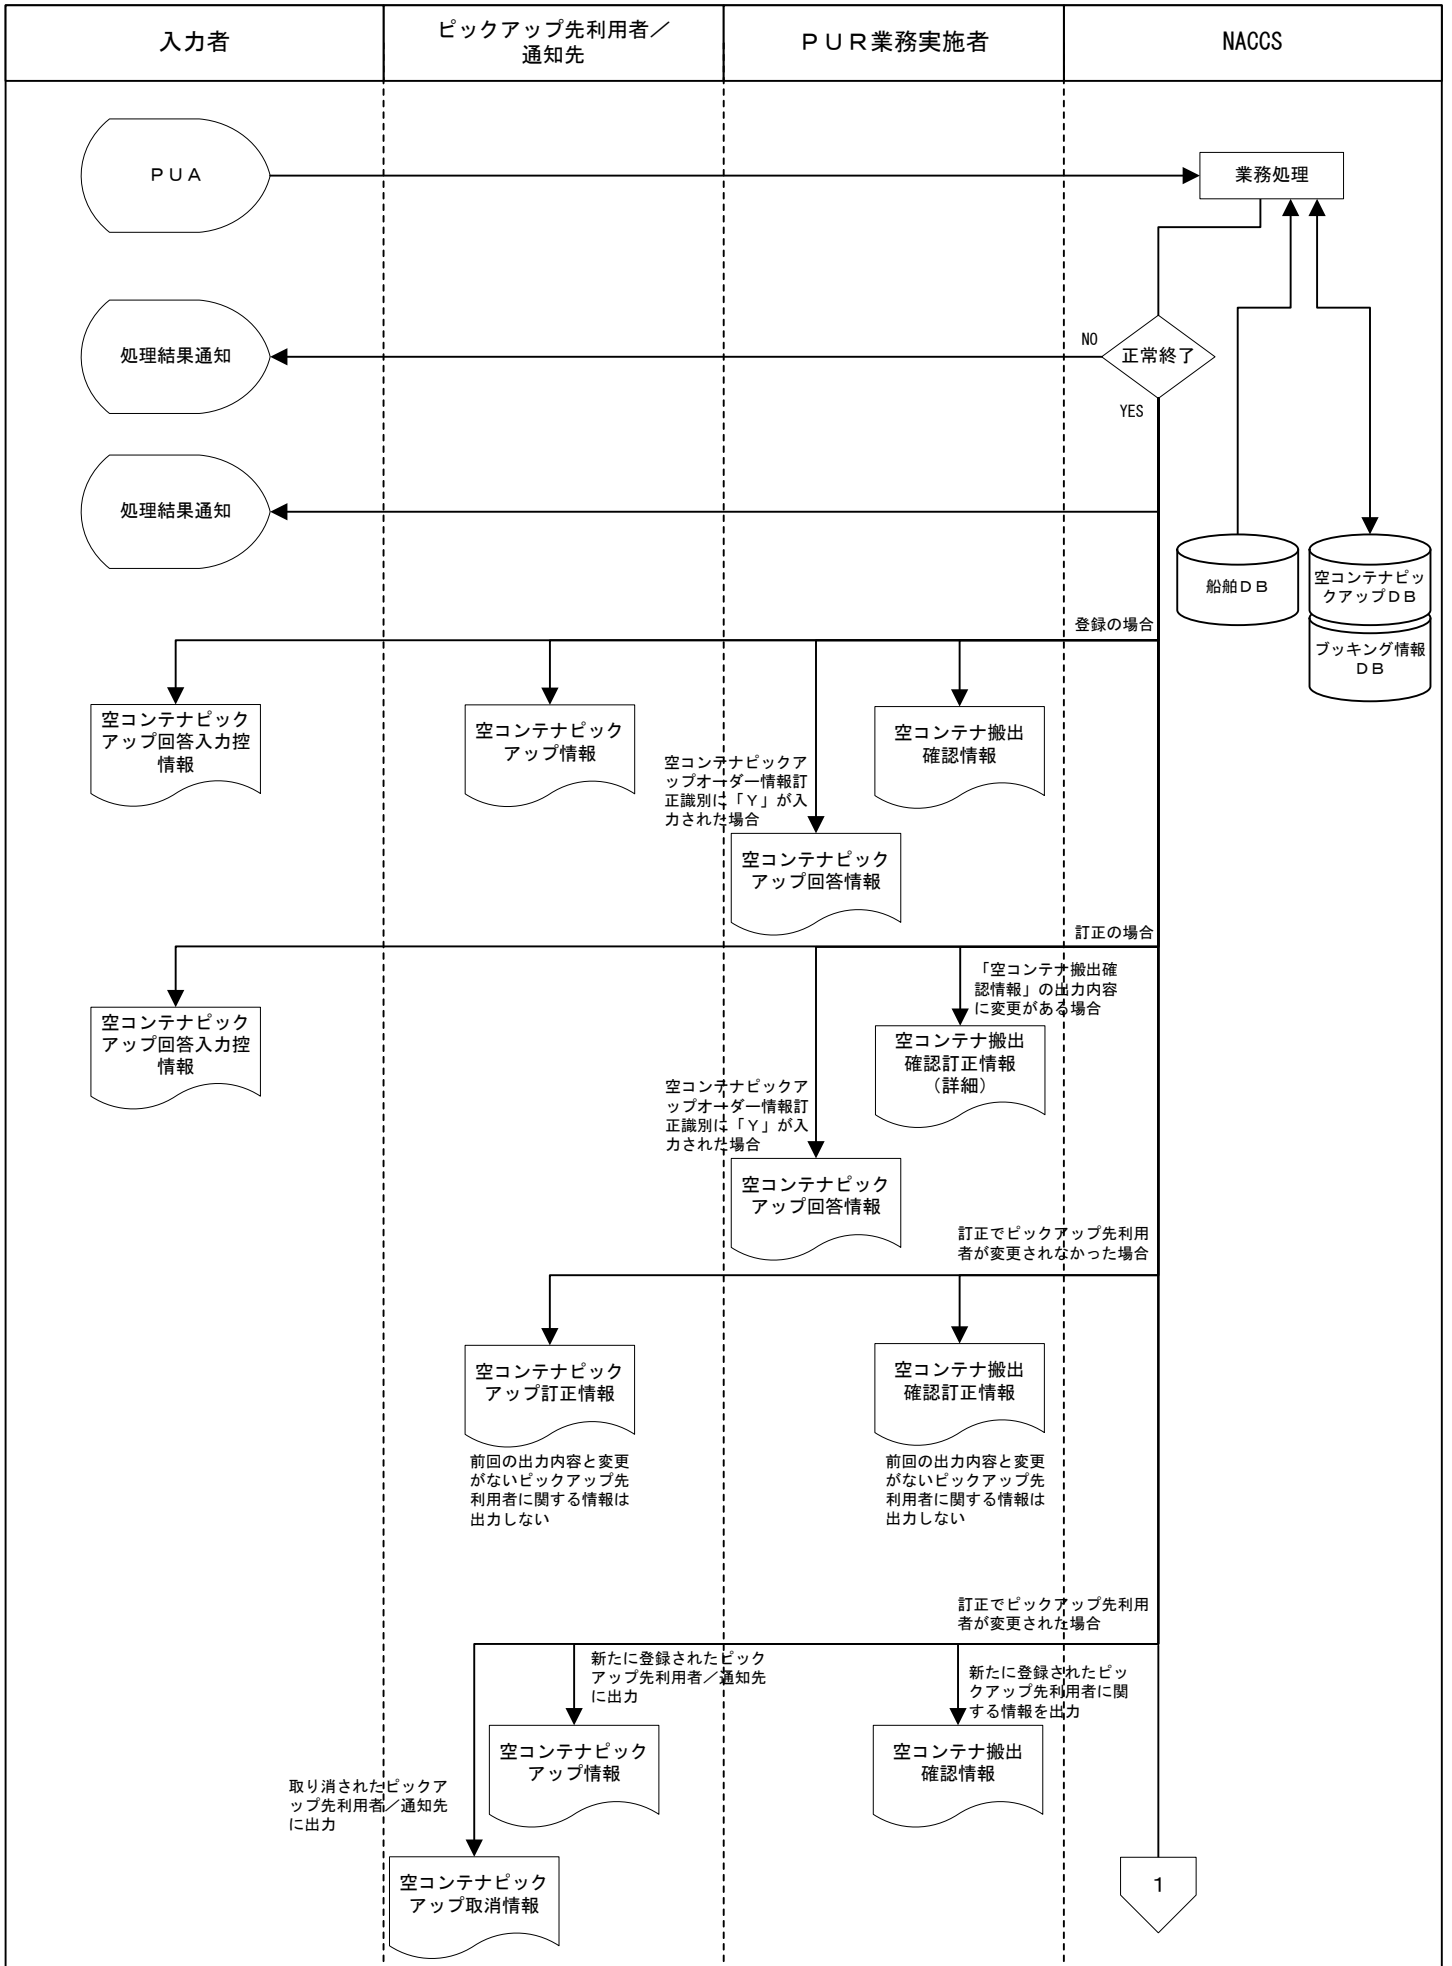 入力者
ピックアップ先利用者／
通知先
ＰＵＲ業務実施者
NACCS
ＰＵＡ
業務処理
処理結果通知
NO
正常終了
YES
処理結果通知
船舶ＤＢ
空コンテナピッ
クアップＤＢ
ブッキング情報
ＤＢ
登録の場合
空コンテナピック
アップ回答入力控
情報
空コンテナピック
アップ情報
空コンテナピックア
ップオーダー情報訂
正識別に「Ｙ」が入
力された場合
空コンテナ搬出
確認情報
空コンテナピック
アップ回答情報
訂正の場合
「空コンテナ搬出確
認情報」の出力内容
に変更がある場合
空コンテナピック
アップ回答入力控
情報
空コンテナ搬出
確認訂正情報
（詳細）
空コンテナピックア
ップオーダー情報訂
正識別に「Ｙ」が入
力された場合
空コンテナピック
アップ回答情報
訂正でピックアップ先利用
者が変更されなかった場合
空コンテナピック
アップ訂正情報
空コンテナ搬出
確認訂正情報
前回の出力内容と変更
がないピックアップ先
利用者に関する情報は
出力しない
前回の出力内容と変更
がないピックアップ先
利用者に関する情報は
出力しない
訂正でピックアップ先利用
者が変更された場合
新たに登録されたピック
アップ先利用者／通知先
に出力
新たに登録されたピッ
クアップ先利用者に関
する情報を出力
空コンテナピック
アップ情報
空コンテナ搬出
確認情報
取り消されたピックア
ップ先利用者／通知先
に出力
空コンテナピック
アップ取消情報
１